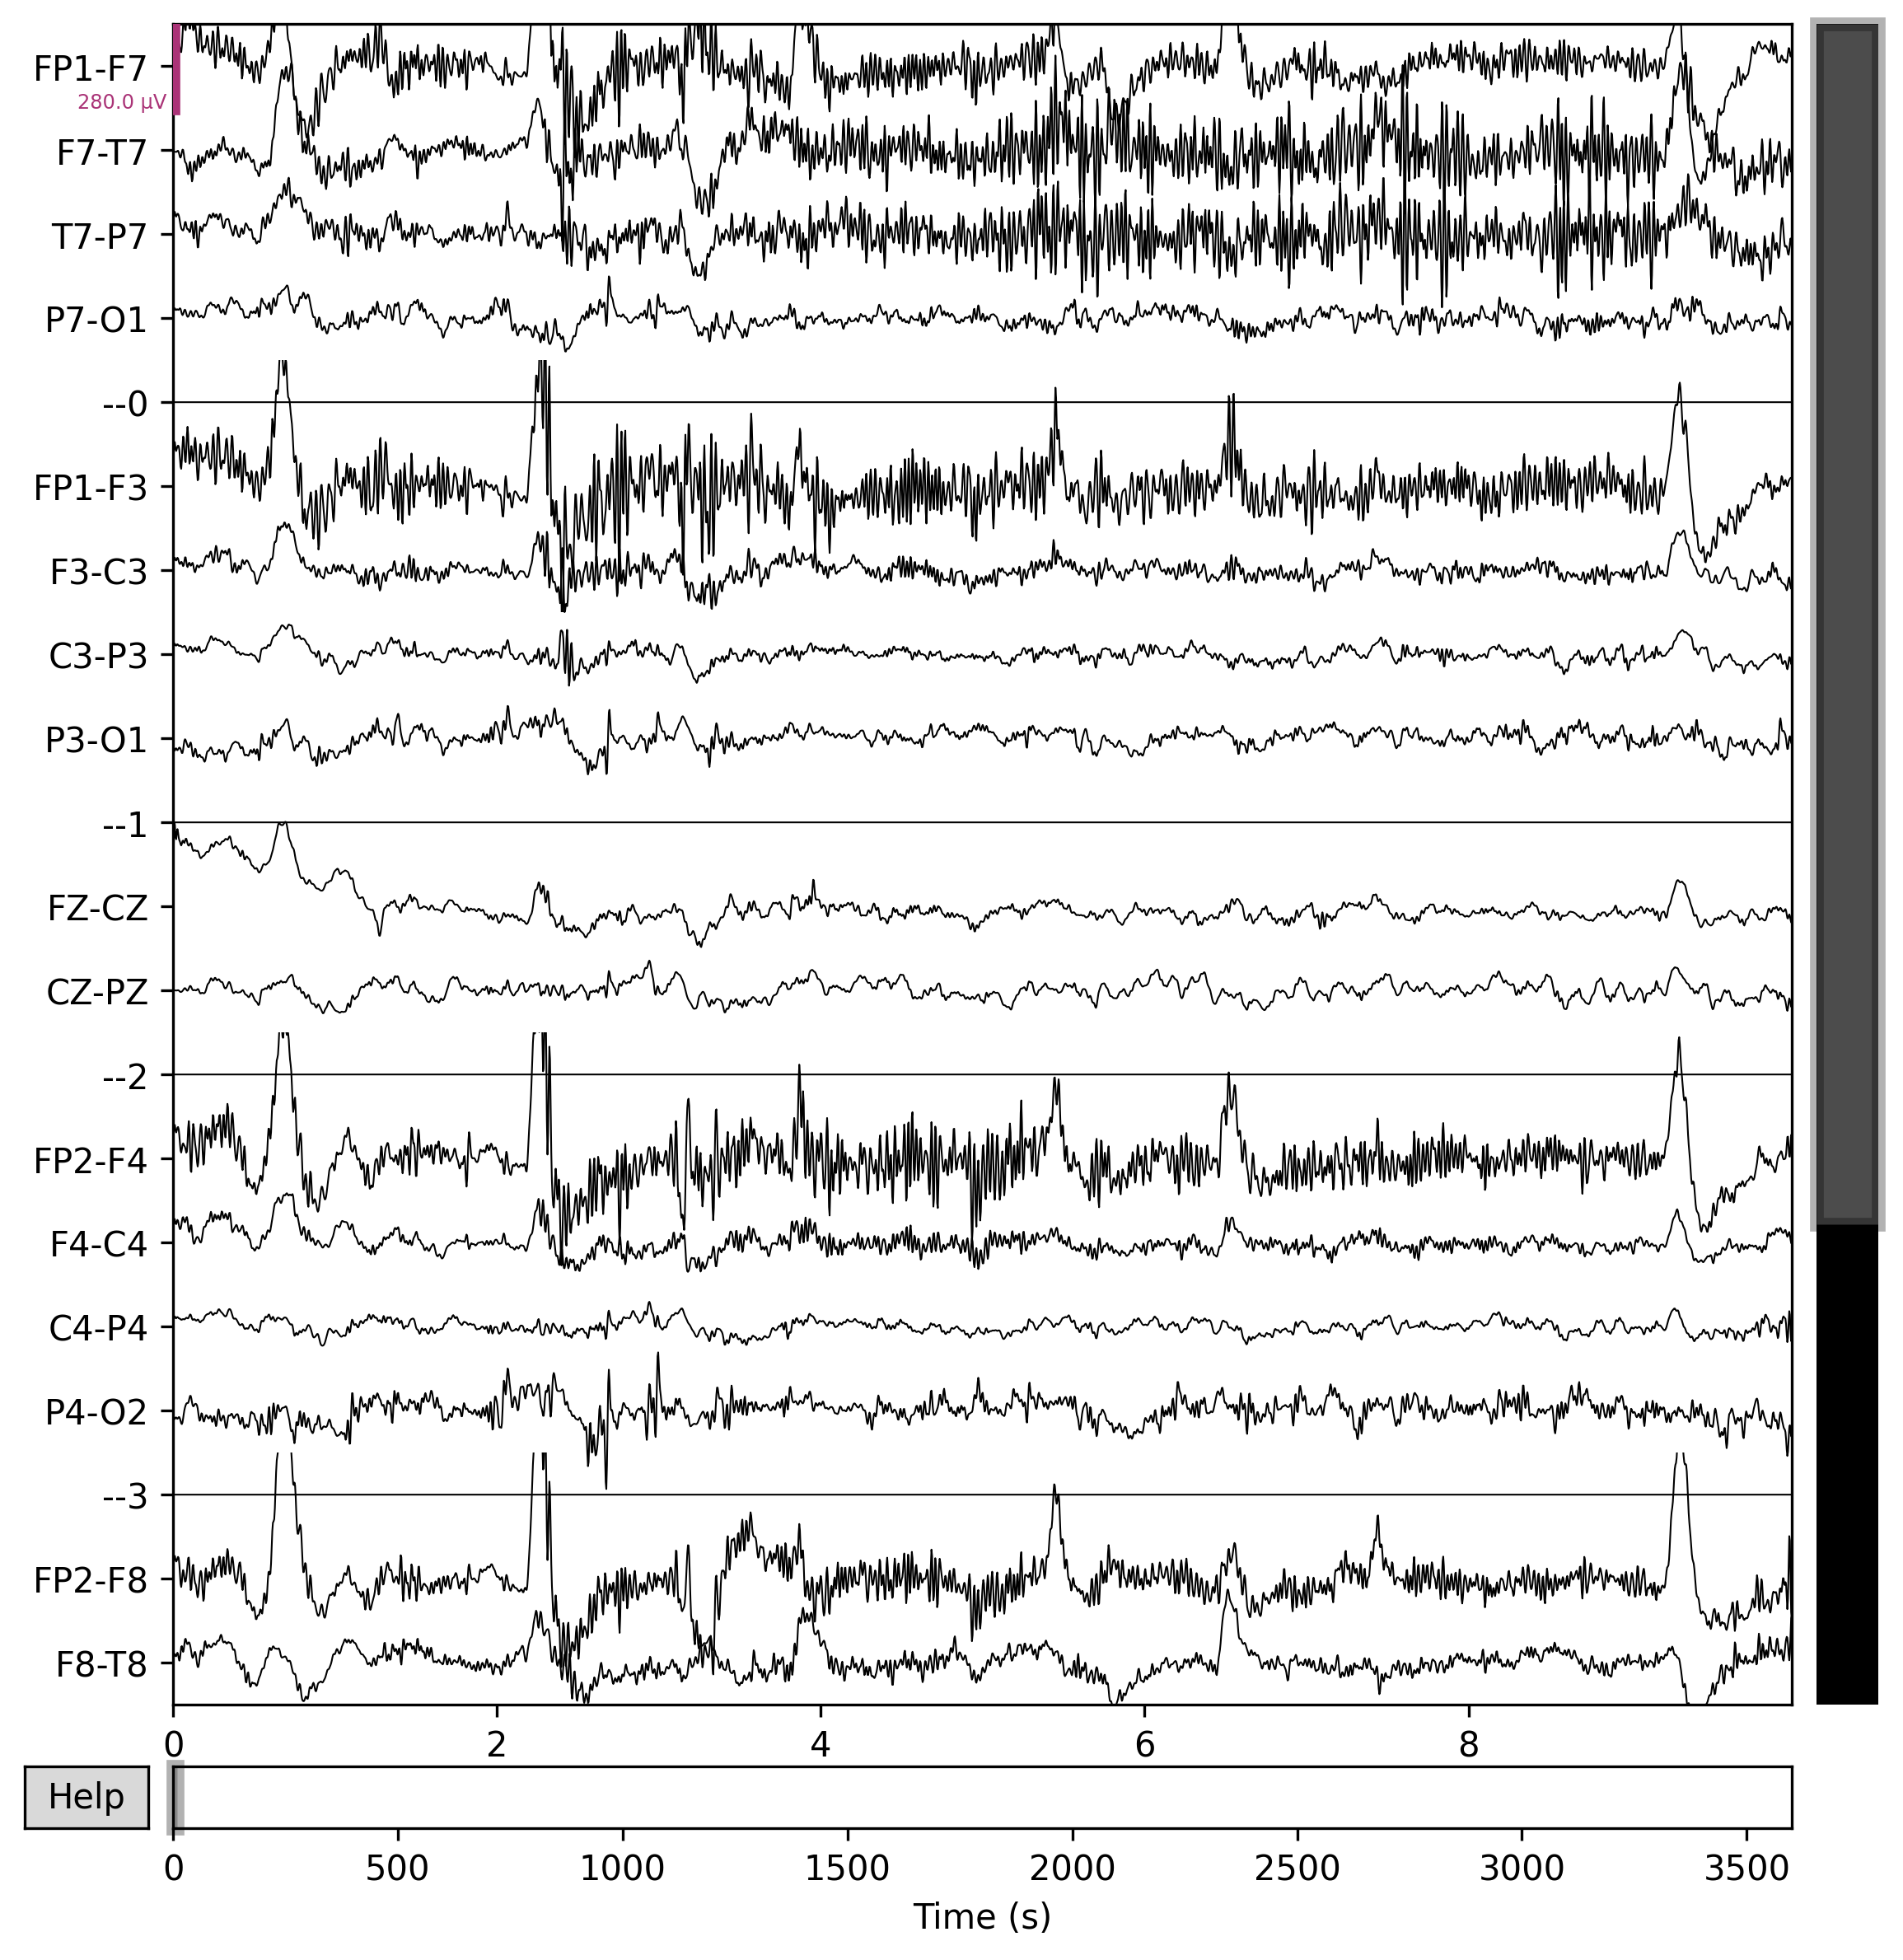 FP1-F7
280.0 µV
F7-T7
T7-P7
P7-O1
--0
FP1-F3
F3-C3
C3-P3
P3-O1
--1
FZ-CZ
CZ-PZ
--2
FP2-F4
F4-C4
C4-P4
P4-O2
--3
FP2-F8
F8-T8
0 2 4 6 8
Help
0 500 1000 1500 2000 2500 3000 3500
Time (s)